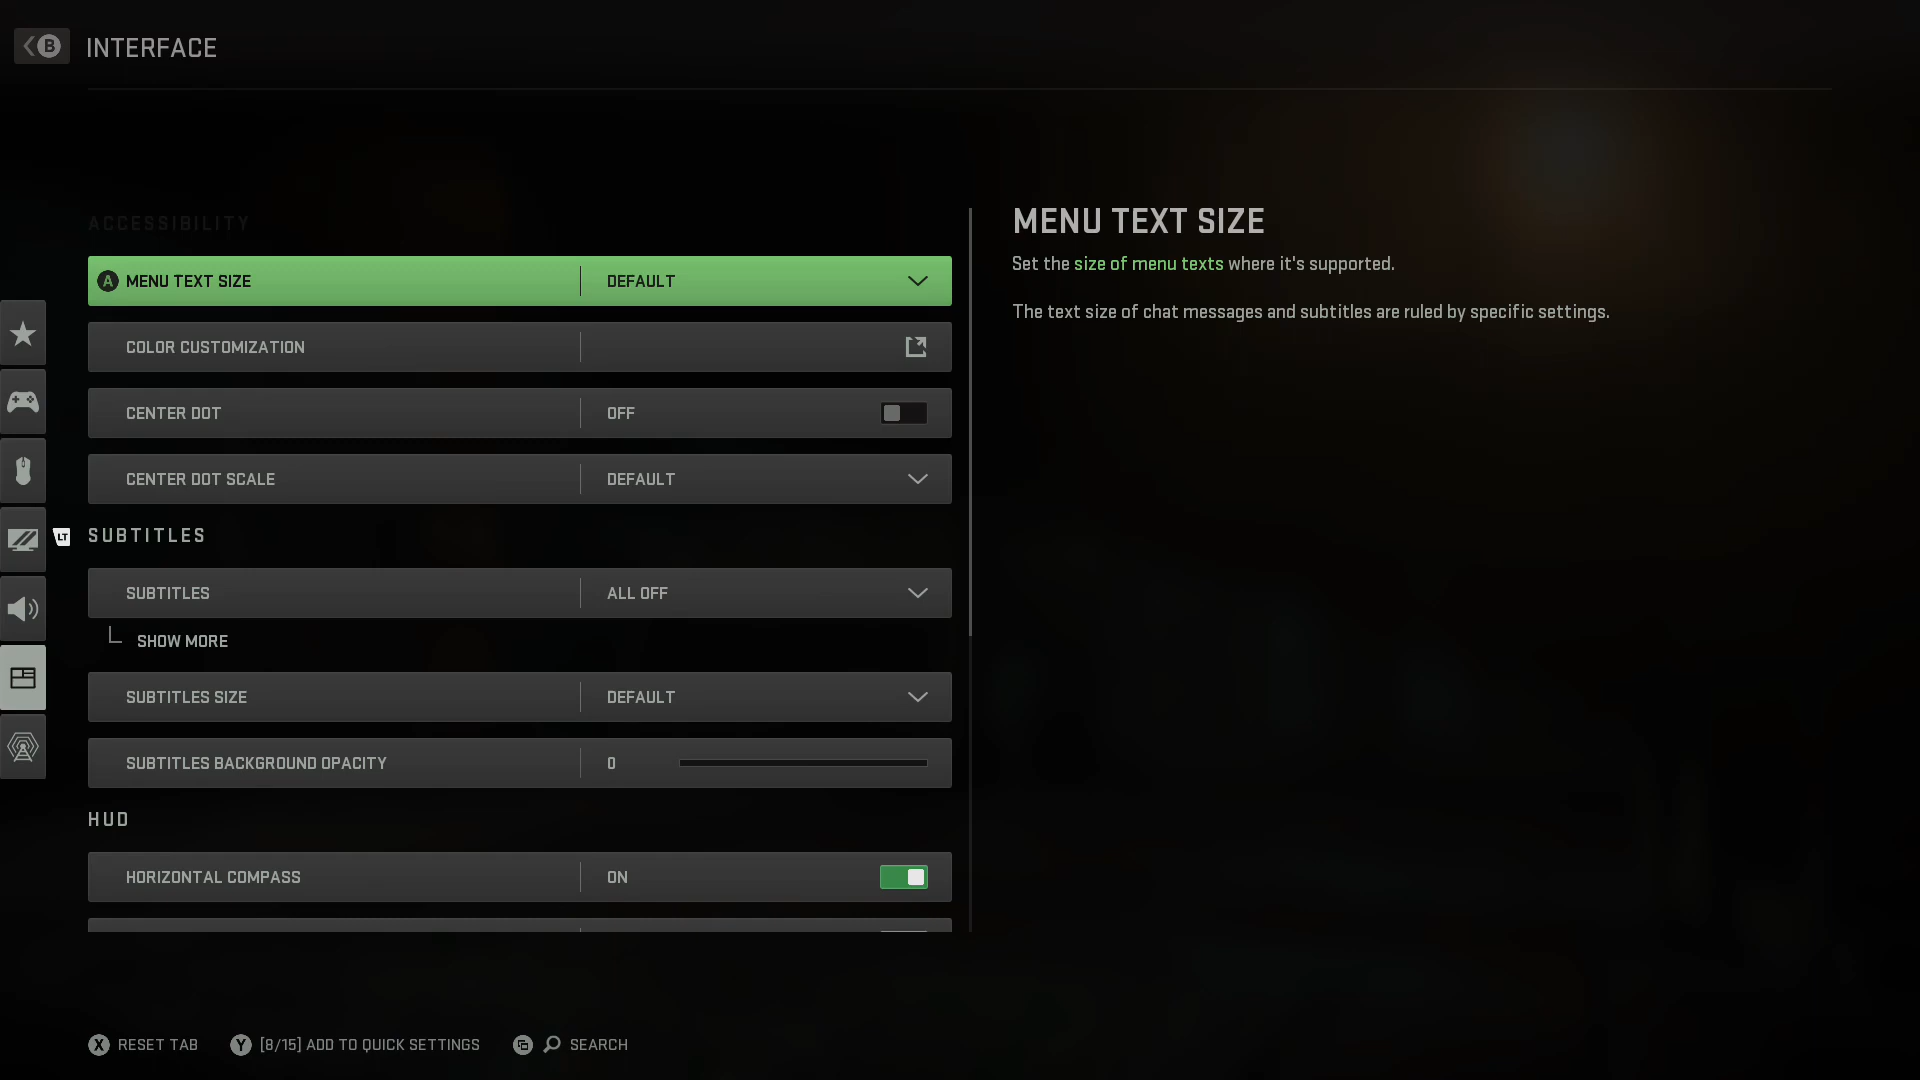 B INTERFACE
ACCESSIBILITY
A MENU TEXT SIZE DEFAULT
COLOR CUSTOMIZATION
CENTER DOT OFF
CENTER DOT SCALE DEFAULT
LT SUBTITLES
SUBTITLES ALL OFF
SHOW MORE
SUBTITLES SIZE DEFAULT
SUBTITLES BACKGROUND OPACITY 0
HUD
HORIZONTAL COMPASS ON
MENU TEXT SIZE
Set the size of menu texts where it's supported.
The text size of chat messages and subtitles are ruled by specific settings.
X RESET TAB Y [8/15] ADD TO QUICK SETTINGS SEARCH